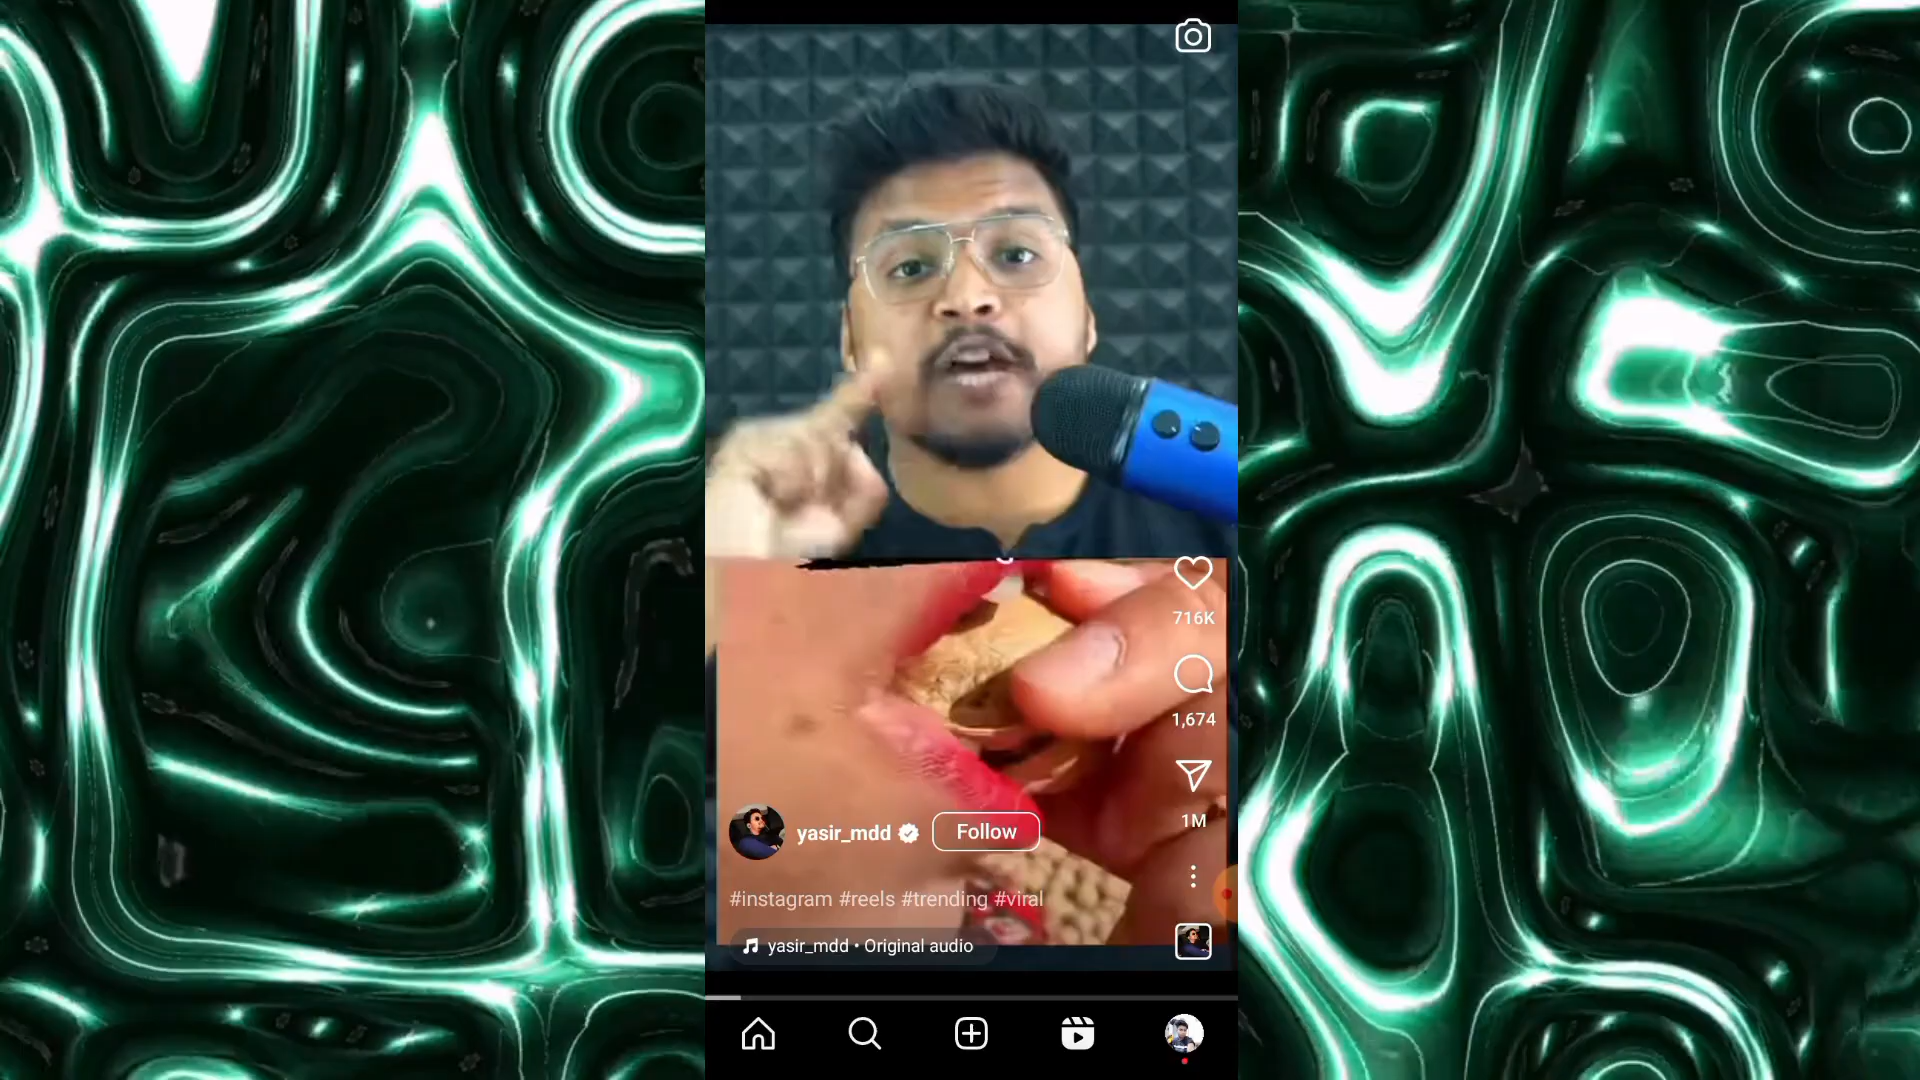 716K
1,674
1M
yasir_mdd
Follow
#instagram #reels #trending #viral
yasir_mdd • Original audio